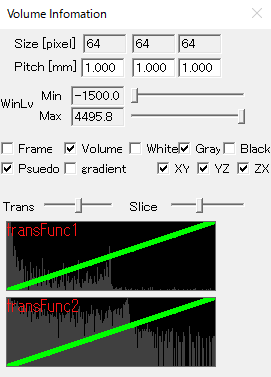 Volume Infomation
Size [pixel] 64 64 64
Pitch [mm] 1.000 1.000 1.000
WinLv Min -1500.0
Max 4495.8
Frame Volume White Gray Black
Psuedo gradient XY YZ ZX
Trans Slice
TransFunc1
TransFunc2